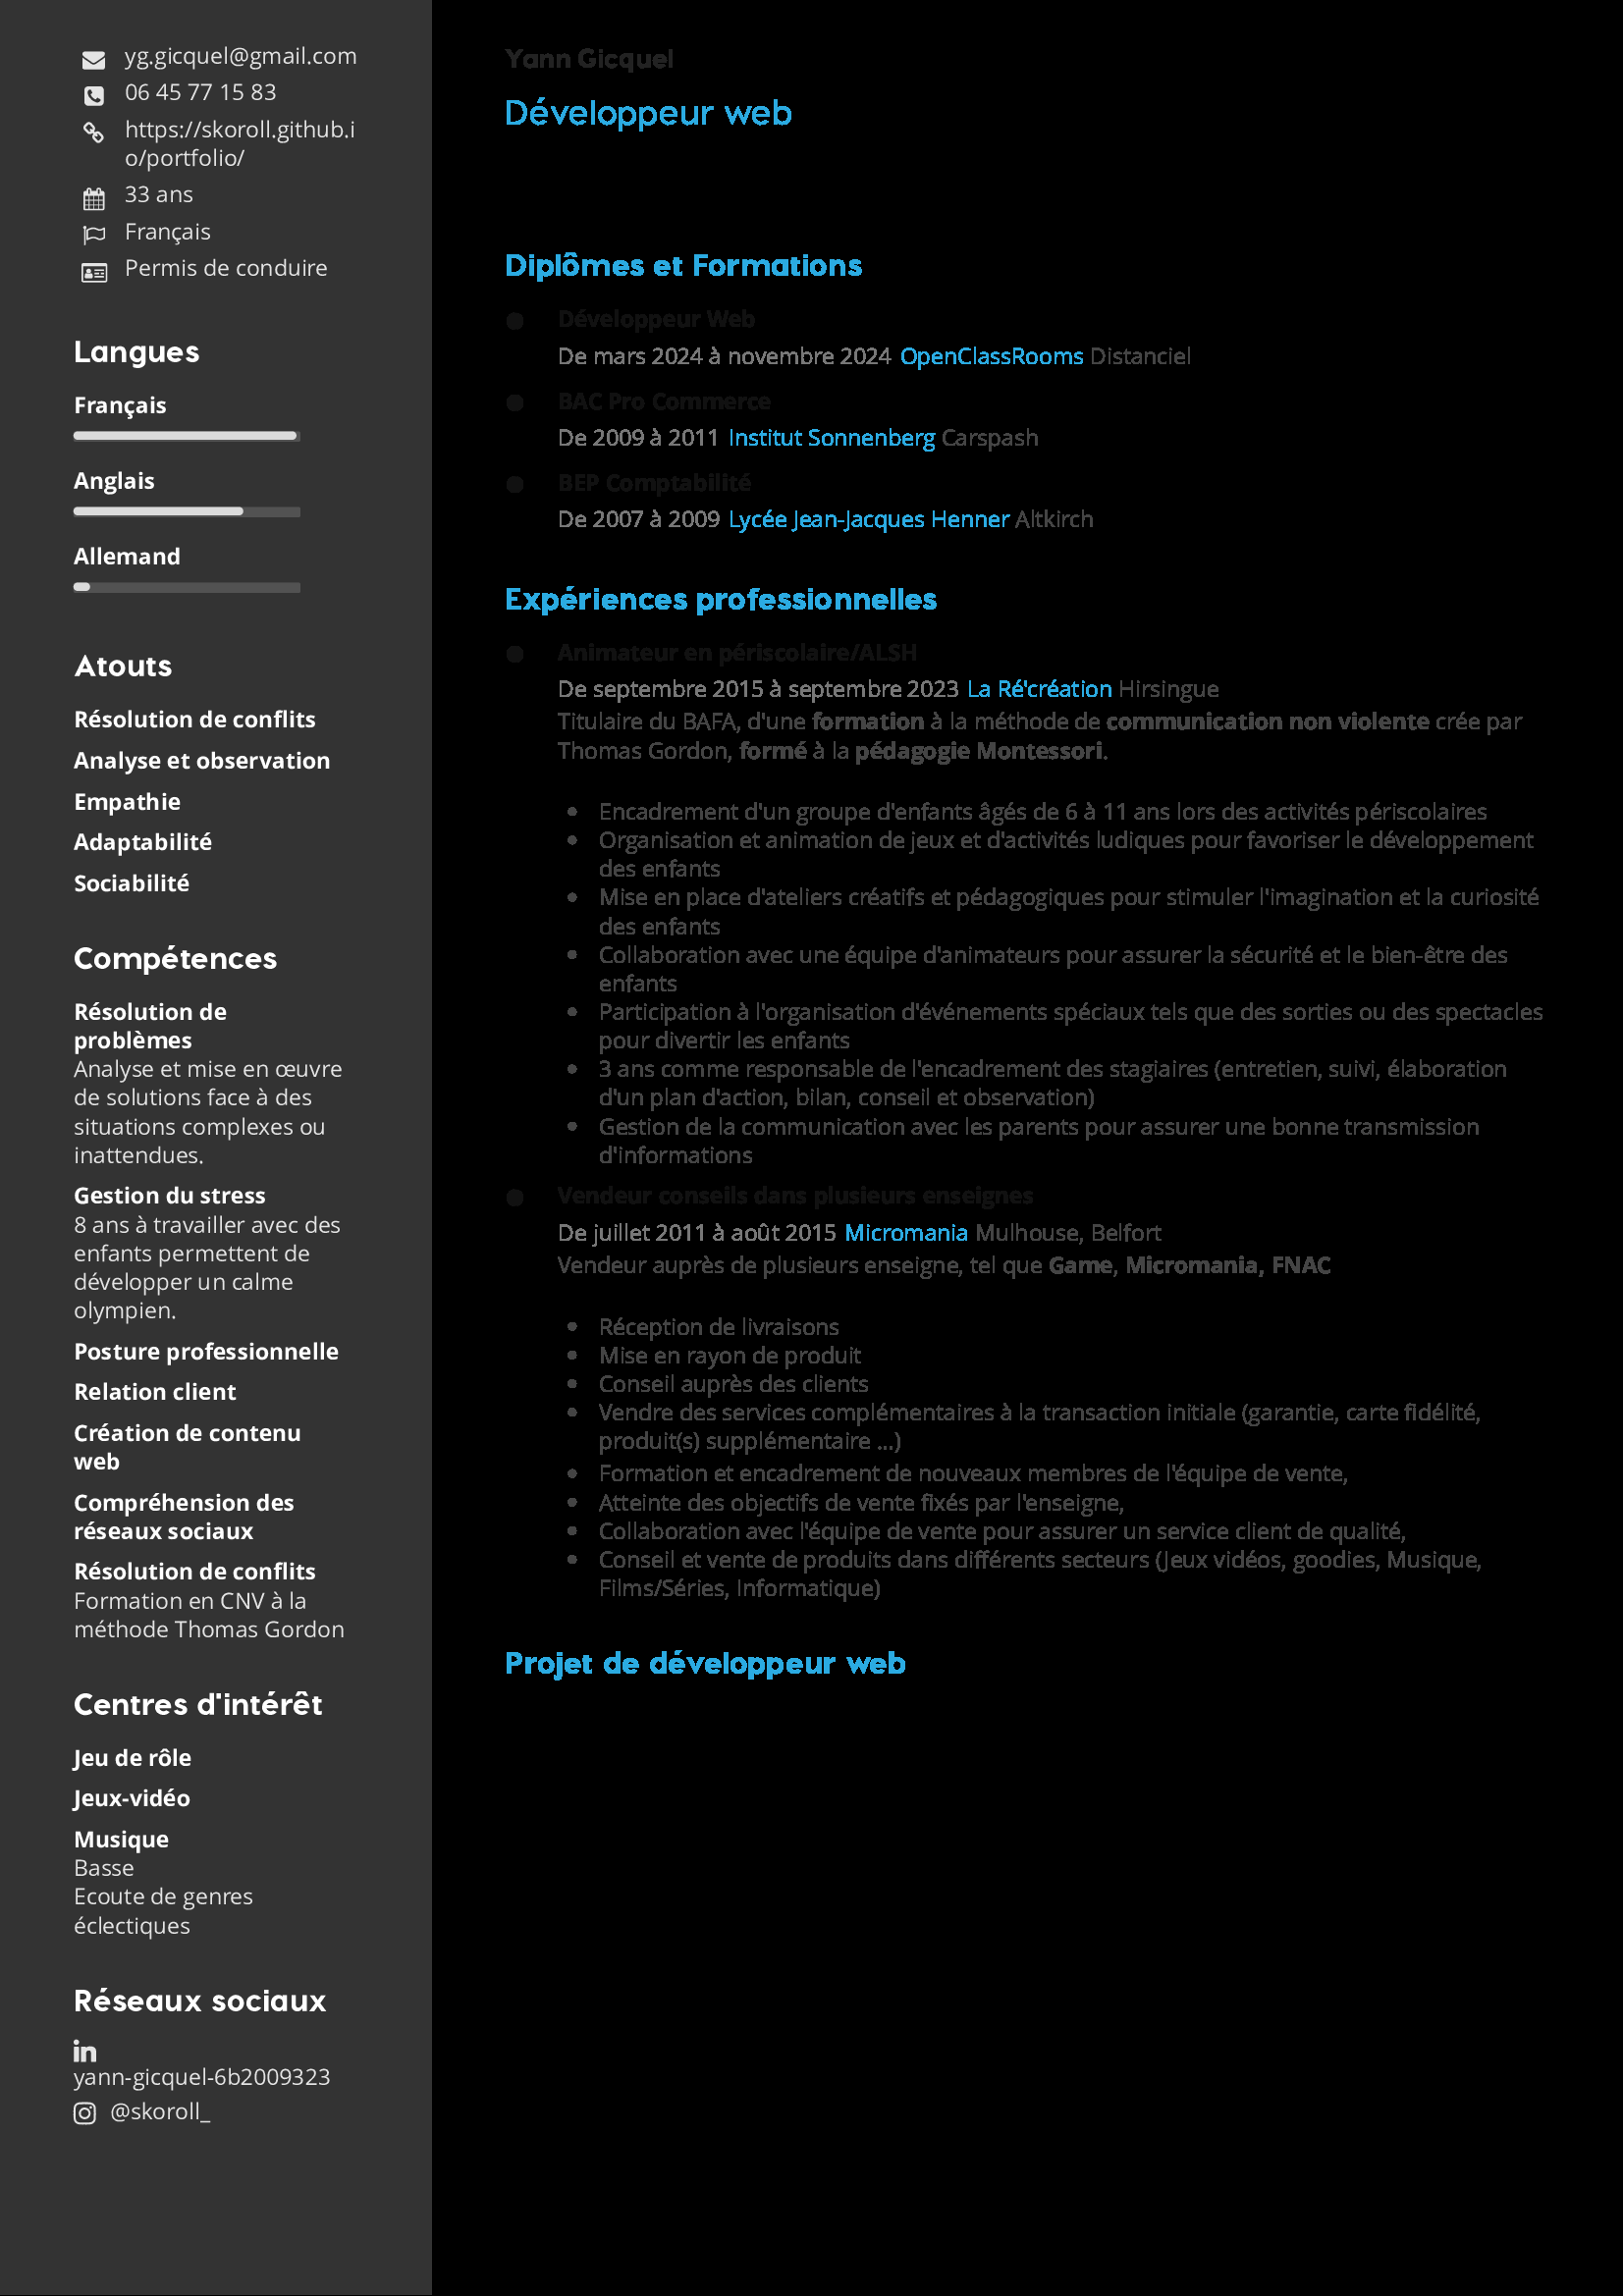 yg.gicquel@gmail.com
06 45 77 15 83
https://skoroll.github.i
o/portfolio/
33 ans
Français
Permis de conduire
Langues
Français
Anglais
Allemand
Atouts
Résolution de conflits
Analyse et observation
Empathie
Adaptabilité
Sociabilité
Compétences
Résolution de
problèmes
Analyse et mise en œuvre
de solutions face à des
situations complexes ou
inattendues.
Gestion du stress
8 ans à travailler avec des
enfants permettent de
développer un calme
olympien.
Posture professionnelle
Relation client
Création de contenu
web
Compréhension des
réseaux sociaux
Résolution de conflits
Formation en CNV à la
méthode Thomas Gordon
Centres d'intérêt
Jeu de rôle
Jeux-vidéo
Musique
Basse
Ecoute de genres
éclectiques
Réseaux sociaux
yann-gicquel-6b2009323
@skoroll_
Yann Gicquel
Développeur web
Diplômes et Formations
Développeur Web
De mars 2024 à novembre 2024 OpenClassRooms Distanciel
BAC Pro Commerce
De 2009 à 2011 Institut Sonnenberg Carspash
BEP Comptabilité
De 2007 à 2009 Lycée Jean-Jacques Henner Altkirch
Expériences professionnelles
Animateur en périscolaire/ALSH
De septembre 2015 à septembre 2023 La Ré'création Hirsingue
Titulaire du BAFA, d'une formation à la méthode de communication non violente crée par
Thomas Gordon, formé à la pédagogie Montessori.
• Encadrement d'un groupe d'enfants âgés de 6 à 11 ans lors des activités périscolaires
• Organisation et animation de jeux et d'activités ludiques pour favoriser le développement
des enfants
• Mise en place d'ateliers créatifs et pédagogiques pour stimuler l'imagination et la curiosité
des enfants
• Collaboration avec une équipe d'animateurs pour assurer la sécurité et le bien-être des
enfants
• Participation à l'organisation d'événements spéciaux tels que des sorties ou des spectacles
pour divertir les enfants
• 3 ans comme responsable de l'encadrement des stagiaires (entretien, suivi, élaboration
d'un plan d'action, bilan, conseil et observation)
• Gestion de la communication avec les parents pour assurer une bonne transmission
d'informations
Vendeur conseils dans plusieurs enseignes
De juillet 2011 à août 2015 Micromania Mulhouse, Belfort
Vendeur auprès de plusieurs enseigne, tel que Game, Micromania, FNAC
• Réception de livraisons
• Mise en rayon de produit
• Conseil auprès des clients
• Vendre des services complémentaires à la transaction initiale (garantie, carte fidélité,
produit(s) supplémentaire ...)
• Formation et encadrement de nouveaux membres de l'équipe de vente,
• Atteinte des objectifs de vente fixés par l'enseigne,
• Collaboration avec l'équipe de vente pour assurer un service client de qualité,
• Conseil et vente de produits dans différents secteurs (Jeux vidéos, goodies, Musique,
Films/Séries, Informatique)
Projet de développeur web